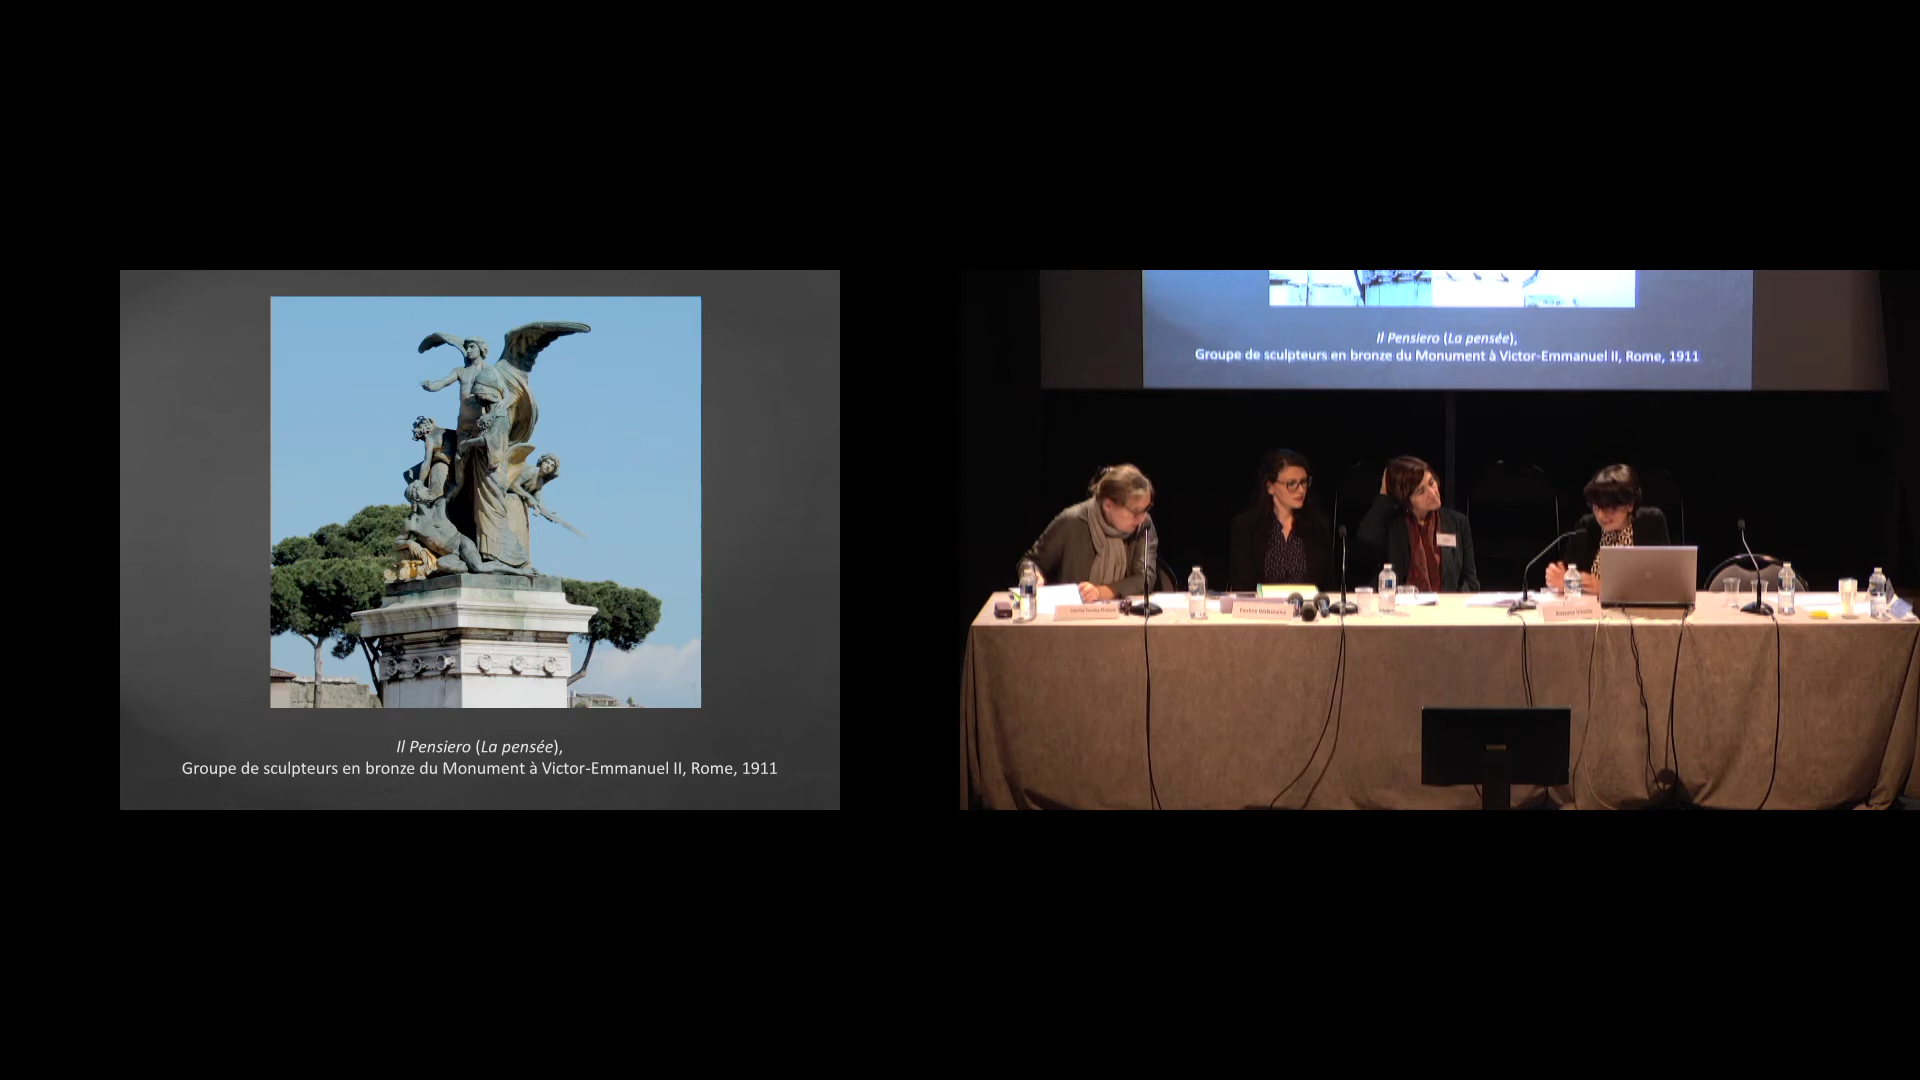 Il Pensiero (La pensée),
Groupe de sculpteurs en bronze du Monument à Victor-Emmanuel II, Rome, 1911
Il Pensiero (La pensée),
Groupe de sculpteurs en bronze du Monument à Victor-Emmanuel II, Rome, 1911